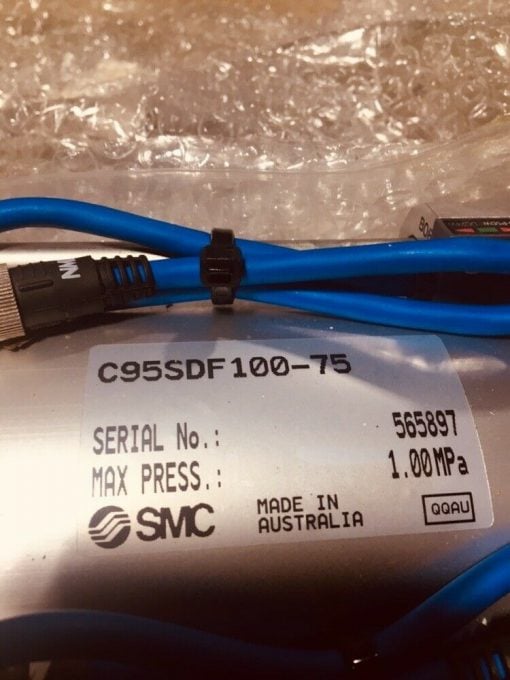 C95SDF100-75
SERIAL No.: 565897
MAX PRESS.: 1.00MPa
SMC MADE IN
AUSTRALIA
QQAU